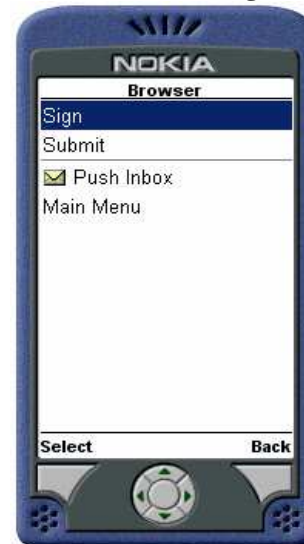 NOKIA
Browser
Sign
Submit
Push Inbox
Main Menu
Select Back